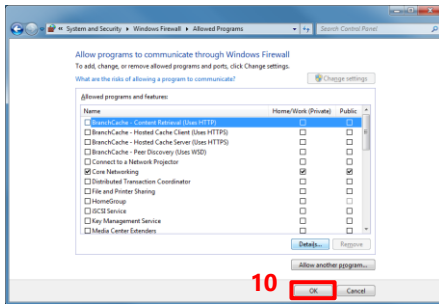 « System and Security ▸ Windows Firewall ▸ Allowed Programs
Search Control Panel
Allow programs to communicate through Windows Firewall
To add, change, or remove allowed programs and ports, click Change settings.
What are the risks of allowing a program to communicate?
Change settings
Allowed programs and features:
Name Home/Work (Private) Public
BranchCache - Content Retrieval (Uses HTTP)
BranchCache - Hosted Cache Client (Uses HTTPS)
BranchCache - Hosted Cache Server (Uses HTTPS)
BranchCache - Peer Discovery (Uses WSD)
Connect to a Network Projector
Core Networking
Distributed Transaction Coordinator
File and Printer Sharing
HomeGroup
iSCSI Service
Key Management Service
Media Center Extenders
Details... Remove
Allow another program...
10
OK Cancel